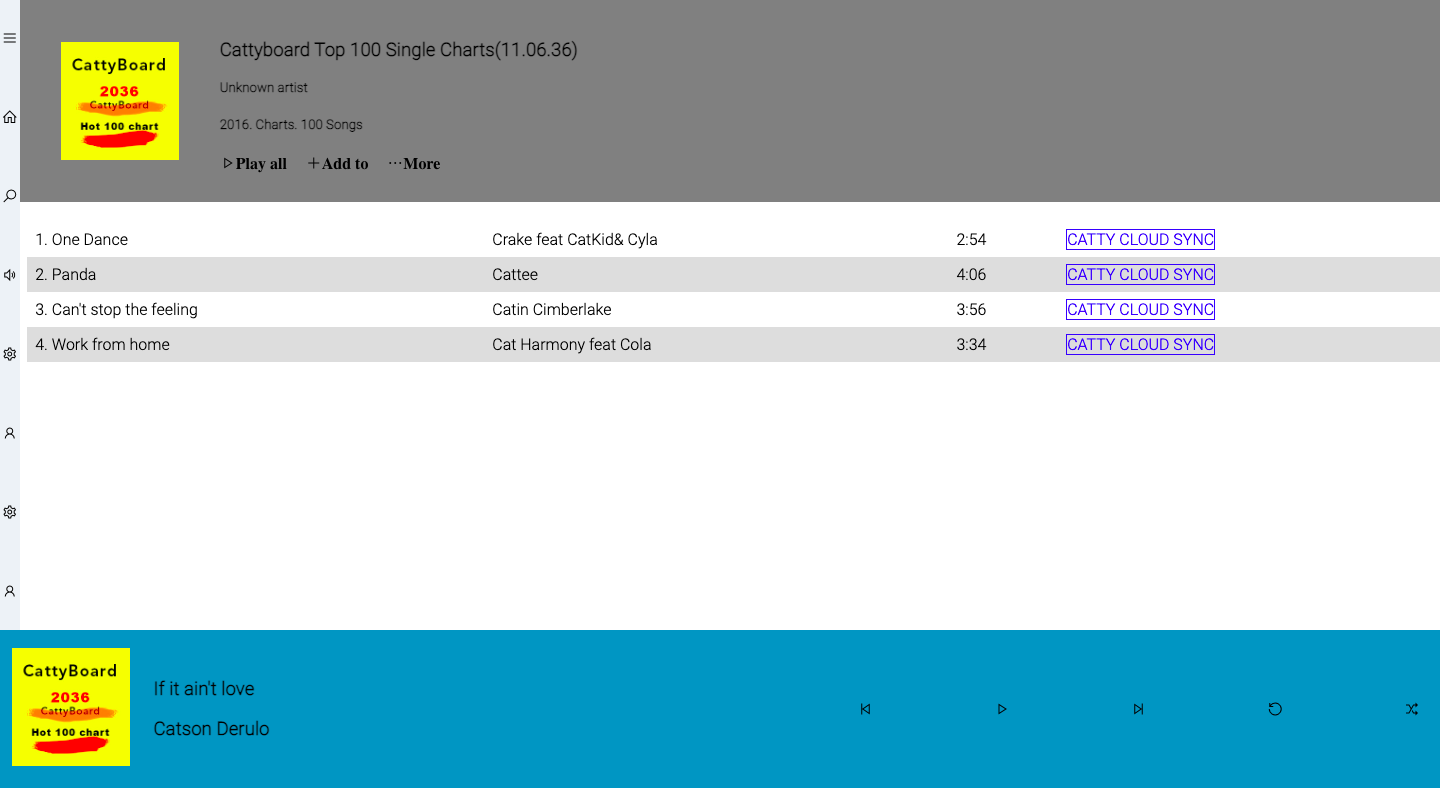 CattyBoard
2036
CattyBoard
Hot 100 chart
Cattyboard Top 100 Single Charts(11.06.36)
Unknown artist
2016. Charts. 100 Songs
Play all Add to ···More
1. One Dance Crake feat CatKid& Cyla 2:54 CATTY CLOUD SYNC
2. Panda Cattee 4:06 CATTY CLOUD SYNC
3. Can't stop the feeling Catin Cimberlake 3:56 CATTY CLOUD SYNC
4. Work from home Cat Harmony feat Cola 3:34 CATTY CLOUD SYNC
CattyBoard
2036
CattyBoard
Hot 100 chart
If it ain't love
Catson Derulo